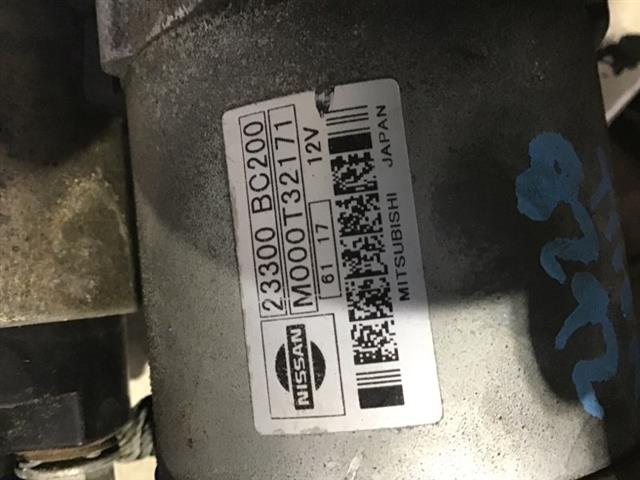 23300 BC200
M000T32171
61 17 12V
NISSAN
MITSUBISHI JAPAN